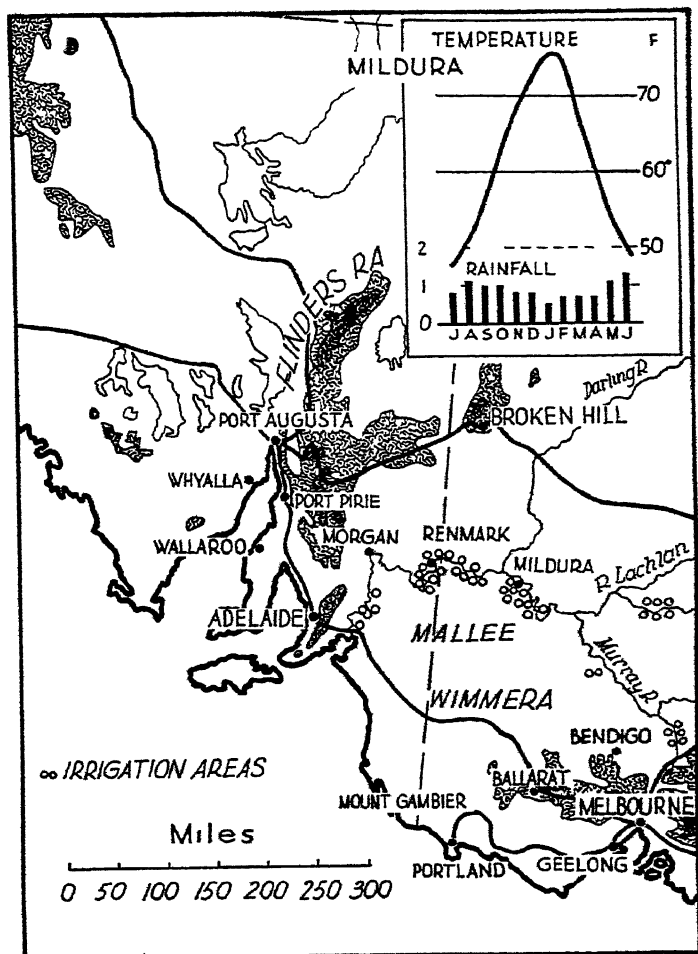 MILDURA
TEMPERATURE F
70
60°
50
2
RAINFALL
1
0
J A S O N D J F M A M J
FLINDERS RA
Darling R
BROKEN HILL
PORT AUGUSTA
WHYALLA
PORT PIRIE
MORGAN
RENMARK
WALLAROO
MILDURA
R Lachlan
ADELAIDE
MALLEE
Murray R
WIMMERA
BENDIGO
IRRIGATION AREAS
BALLARAT
MOUNT GAMBIER
MELBOURNE
Miles
PORTLAND
GEELONG
0 50 100 150 200 250 300